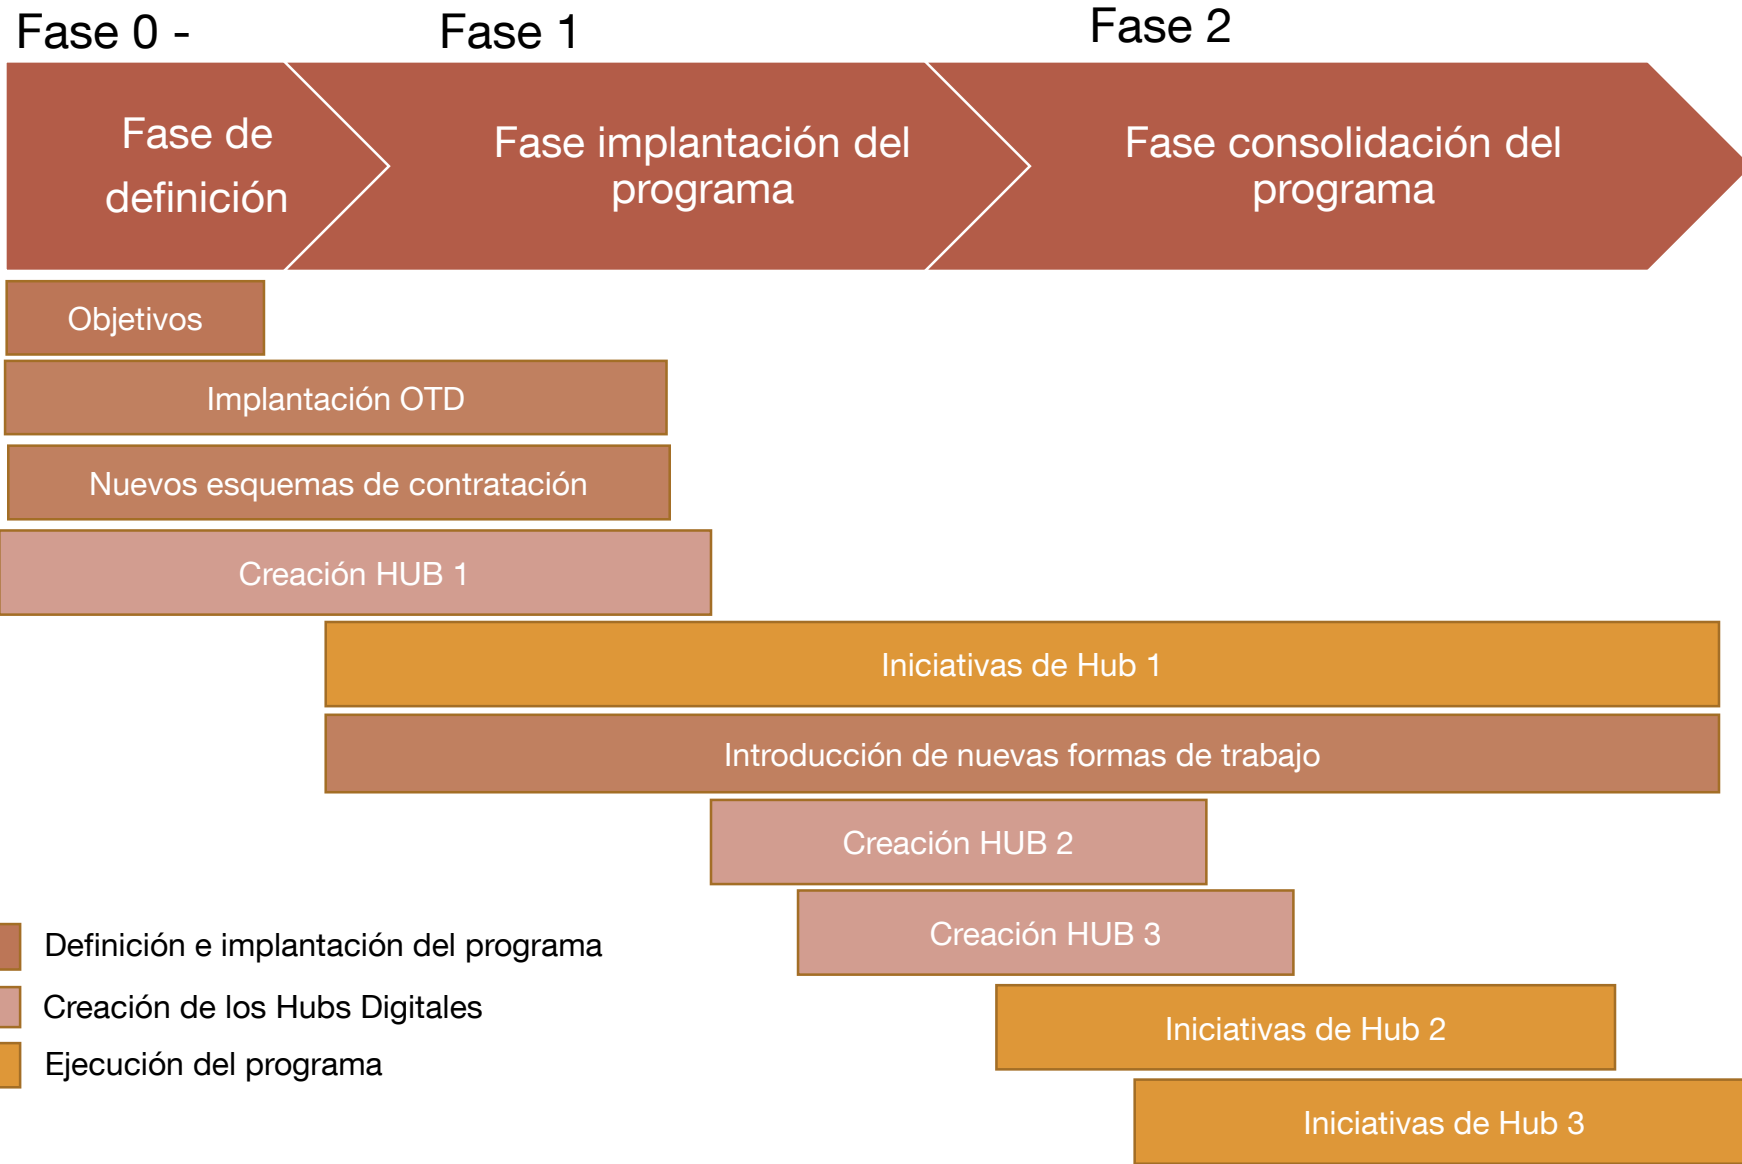 Fase 0 -
Fase 1
Fase 2
Fase de
definición
Fase implantación del
programa
Fase consolidación del
programa
Objetivos
Implantación OTD
Nuevos esquemas de contratación
Creación HUB 1
Iniciativas de Hub 1
Introducción de nuevas formas de trabajo
Creación HUB 2
Creación HUB 3
Definición e implantación del programa
Creación de los Hubs Digitales
Ejecución del programa
Iniciativas de Hub 2
Iniciativas de Hub 3